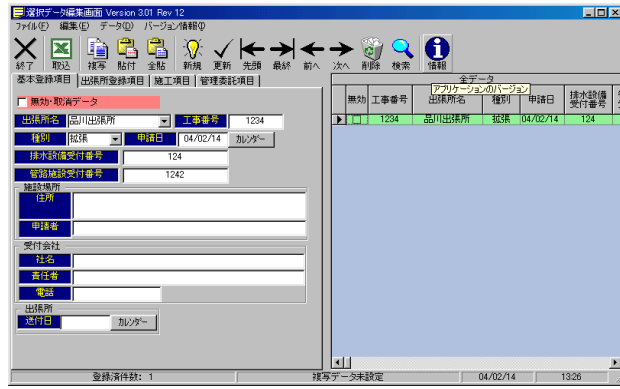 選択データ編集画面 Version 3.01 Rev 12
ファイル(F) 編集(E) データ(D) バージョン情報(I)
終了 取込 複写 貼付 全貼 新規 更新 先頭 最終 前へ 次へ 削除 検索 情報
基本登録項目 出張所登録項目 施工項目 管理委託項目
全データ
アプリケーションのバージョン
無効・取消データ
無効 工事番号 出張所名 種別 申請日 排水設備受付番号
出張所名 品川出張所 工事番号 1234
1234 品川出張所 拡張 04/02/14 124
種別 拡張 申請日 04/02/14 カレンダー
排水設備受付番号 124
管路施設受付番号 1242
施設場所
住所
申請者
受付会社
社名
責任者
電話
出張所
送付日 カレンダー
登録済件数: 1 複写データ未設定 04/02/14 13:26